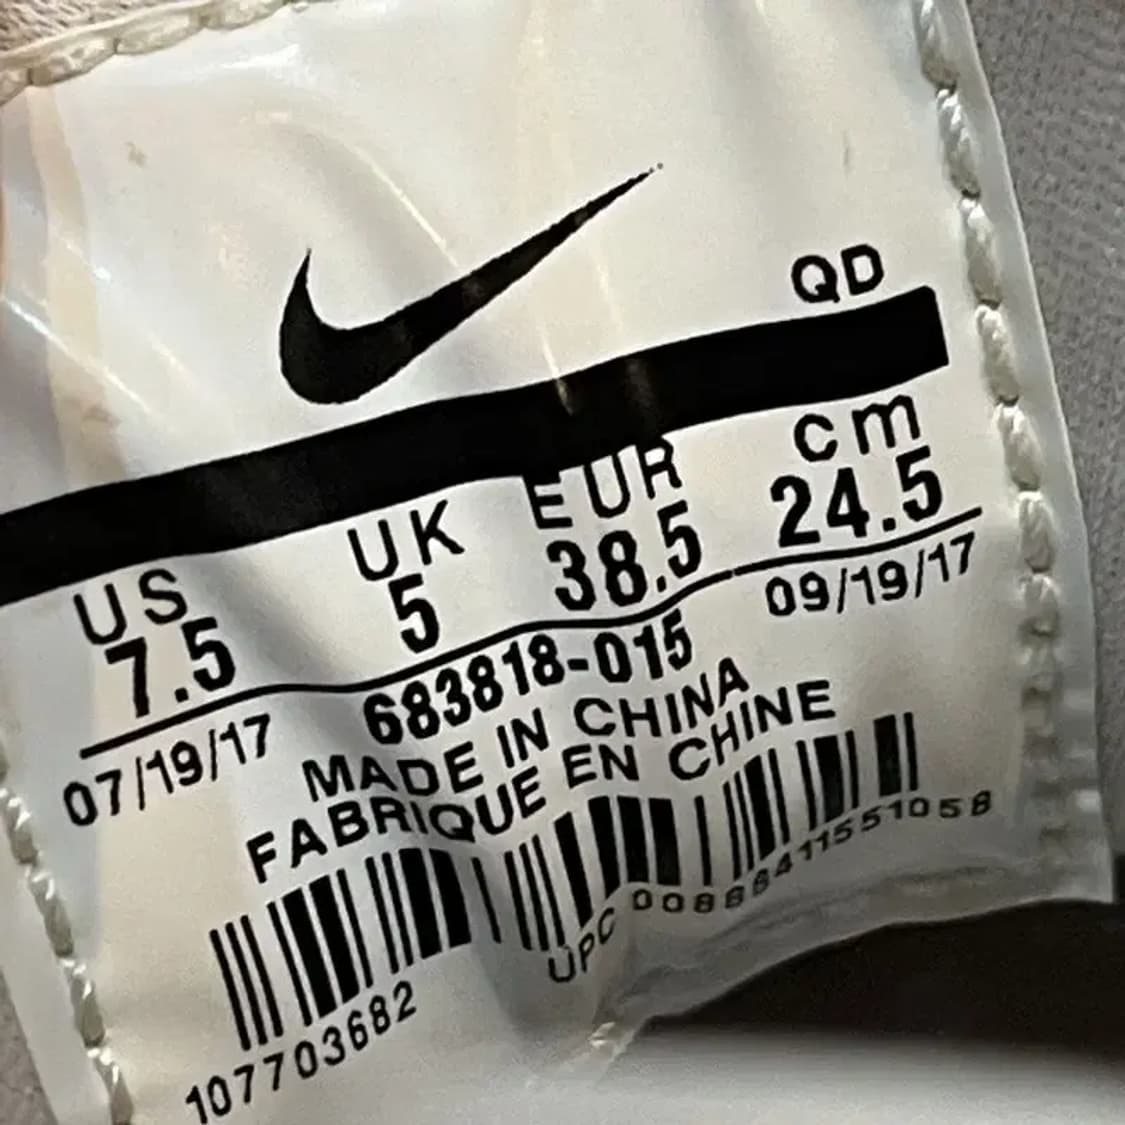 QD
US UK EUR cm
7.5 5 38.5 24.5
07/19/17 683818-015 09/19/17
MADE IN CHINA
FABRIQUE EN CHINE
107703682 UPC 00886411551058